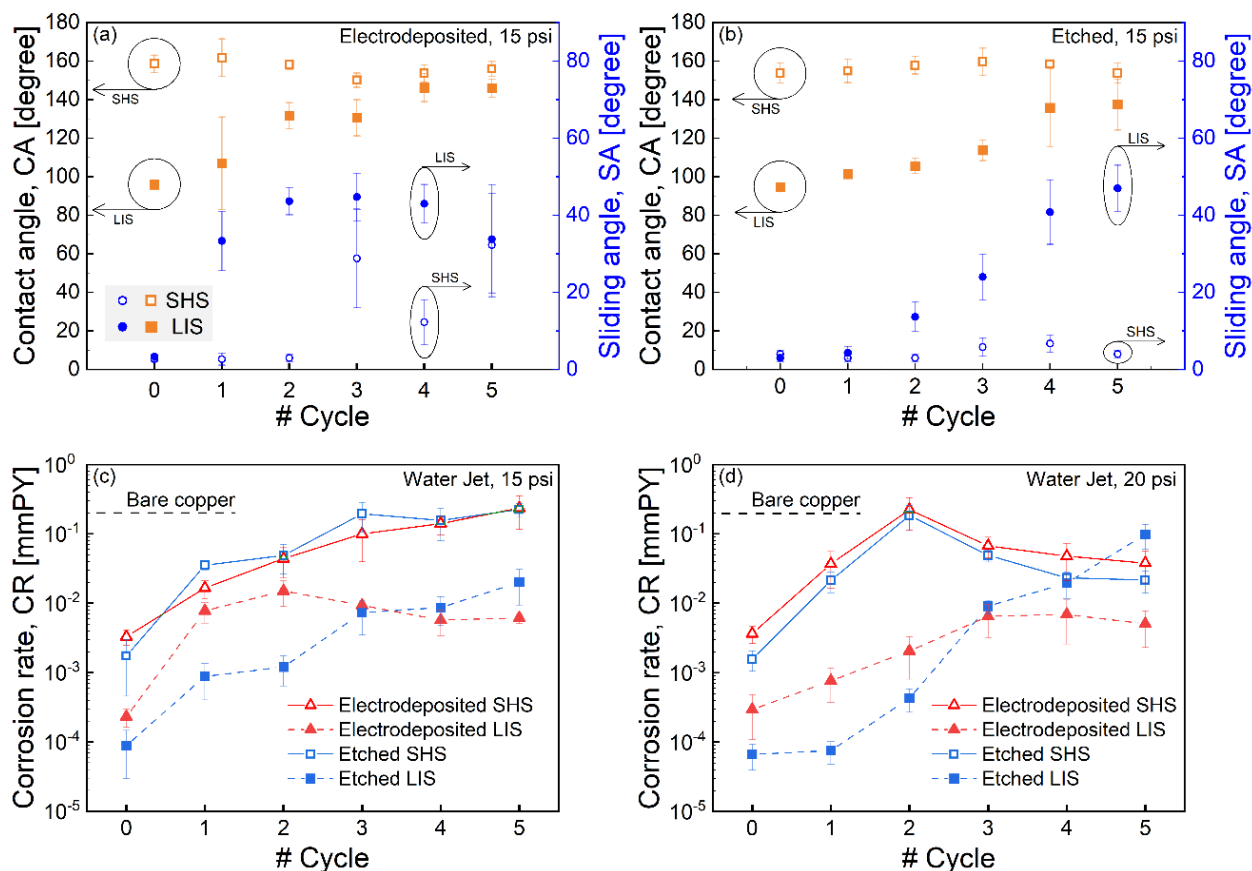 (a)
Electrodeposited, 15 psi
Contact angle, CA [degree]
180
160
140
120
100
80
60
40
20
0
SHS
LIS
LIS
SHS
SHS
LIS
80
60
40
20
0
Sliding angle, SA [degree]
0 1 2 3 4 5
# Cycle
(b)
Etched, 15 psi
Contact angle, CA [degree]
180
160
140
120
100
80
60
40
20
0
SHS
LIS
LIS
SHS
80
60
40
20
0
Sliding angle, SA [degree]
0 1 2 3 4 5
# Cycle
(c)
Water Jet, 15 psi
Bare copper
Corrosion rate, CR [mmPY]
10⁰
10⁻¹
10⁻²
10⁻³
10⁻⁴
10⁻⁵
Electrodeposited SHS
Electrodeposited LIS
Etched SHS
Etched LIS
0 1 2 3 4 5
# Cycle
(d)
Water Jet, 20 psi
Bare copper
Corrosion rate, CR [mmPY]
10⁰
10⁻¹
10⁻²
10⁻³
10⁻⁴
10⁻⁵
Electrodeposited SHS
Electrodeposited LIS
Etched SHS
Etched LIS
0 1 2 3 4 5
# Cycle